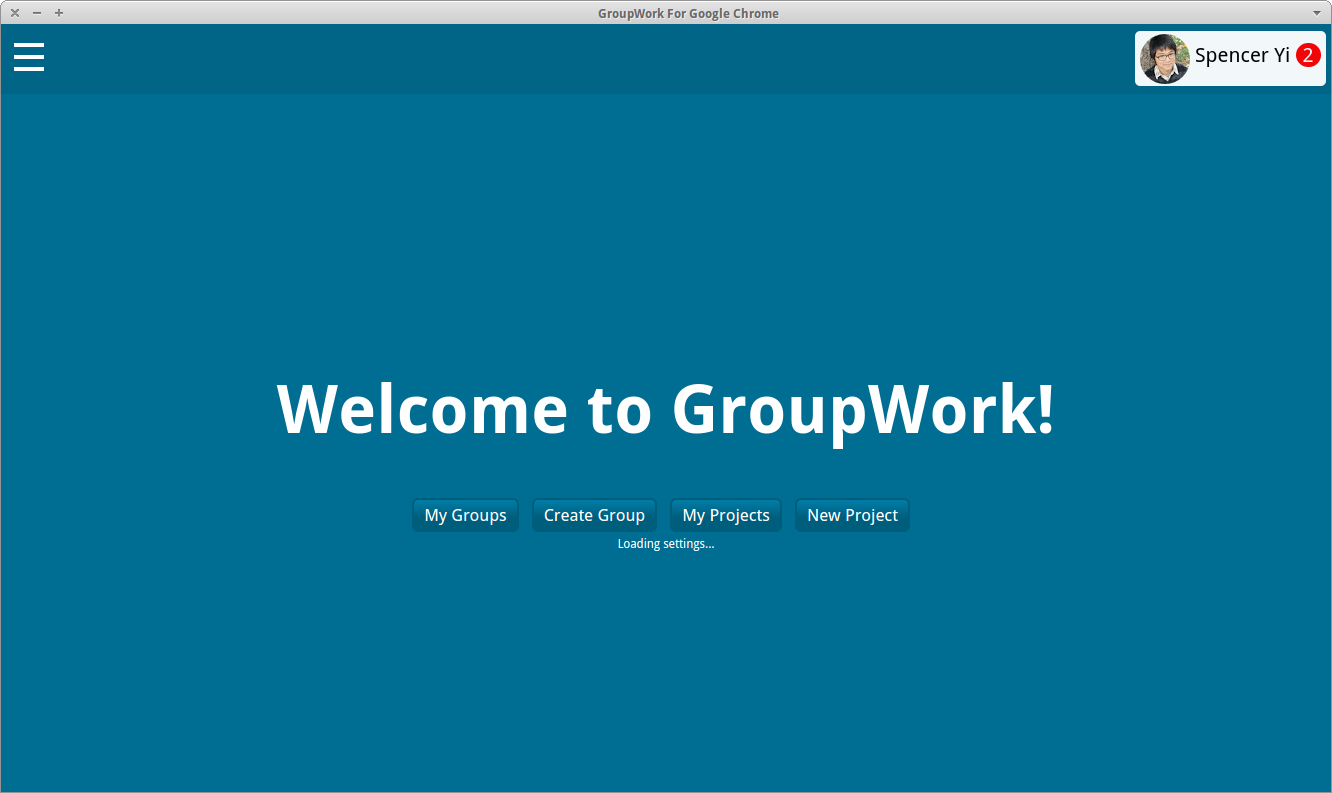 GroupWork For Google Chrome
Spencer Yi 2
Welcome to GroupWork!
My Groups Create Group My Projects New Project
Loading settings...